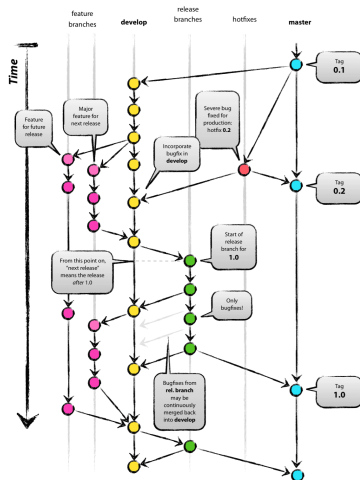 feature
branches
develop
release
branches
hotfixes
master
Time
Tag
0.1
Feature
for future
release
Major
feature for
next release
Severe bug
fixed for
production:
hotfix 0.2
Incorporate
bugfix in
develop
Tag
0.2
From this point on,
"next release"
means the release
after 1.0
Start of
release
branch for
1.0
Only
bugfixes!
Bugfixes from
rel. branch
may be
continuously
merged back
into develop
Tag
1.0